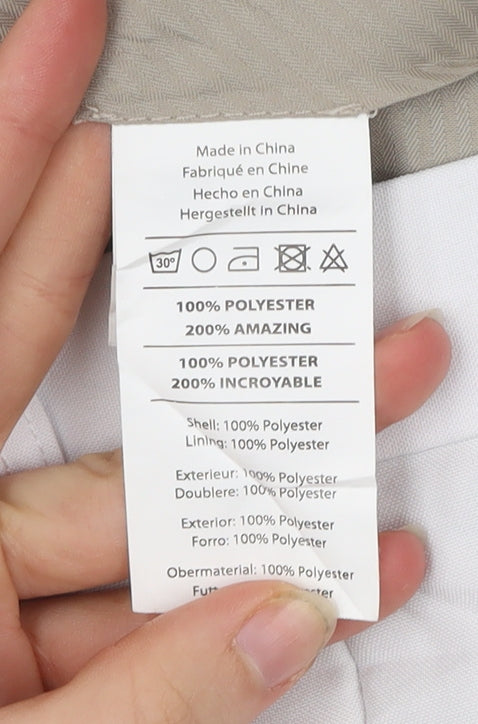 Made in China
Fabriqué en Chine
Hecho en China
Hergestellt in China
30°
100% POLYESTER
200% AMAZING
100% POLYESTER
200% INCROYABLE
Shell: 100% Polyester
Lining: 100% Polyester
Exterieur: 100% Polyester
Doublere: 100% Polyester
Exterior: 100% Polyester
Forro: 100% Polyester
Obermaterial: 100% Polyester